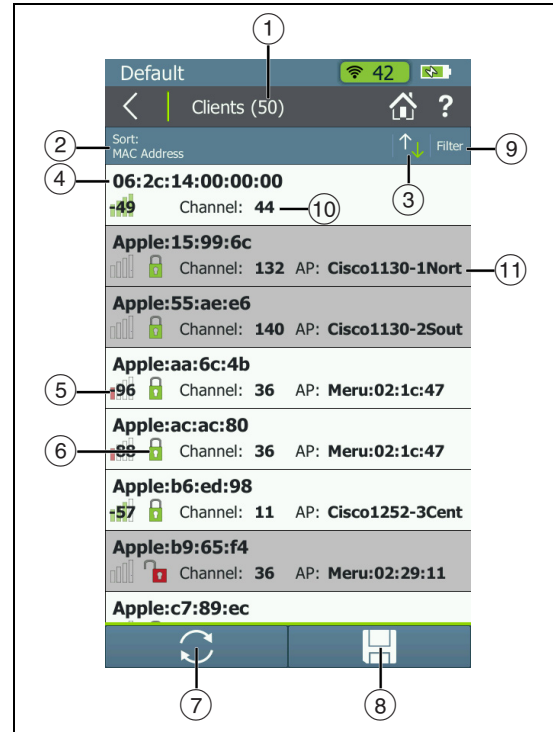 1
Default 42
Clients (50) ?
2 Sort:
MAC Address Filter 9
4 06:2c:14:00:00:00 3
-49 Channel: 44 10
Apple:15:99:6c
Channel: 132 AP: Cisco1130-1Nort 11
Apple:55:ae:e6
Channel: 140 AP: Cisco1130-2Sout
Apple:aa:6c:4b
5 -96 Channel: 36 AP: Meru:02:1c:47
Apple:ac:ac:80
6 -88 Channel: 36 AP: Meru:02:1c:47
Apple:b6:ed:98
-57 Channel: 11 AP: Cisco1252-3Cent
Apple:b9:65:f4
Channel: 36 AP: Meru:02:29:11
Apple:c7:89:ec
7 8